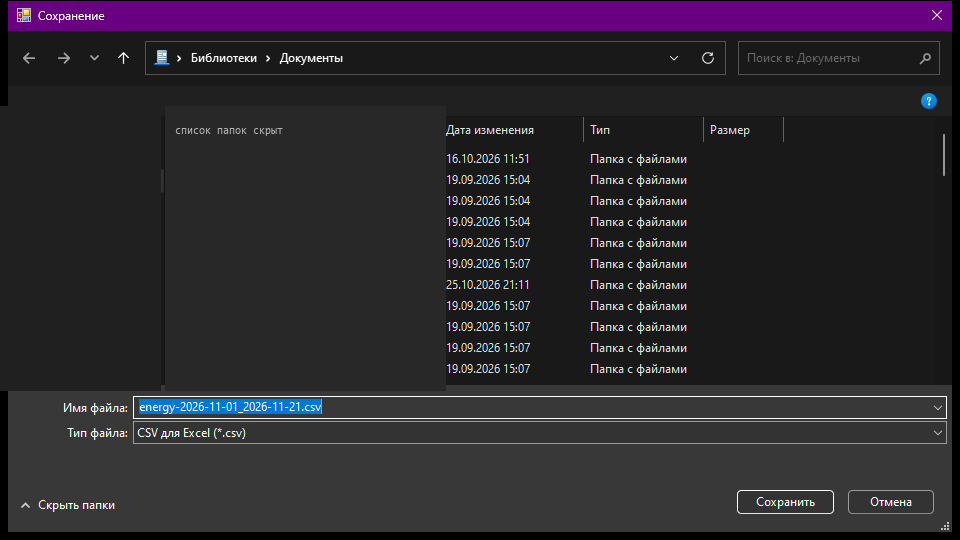 Сохранение
Библиотеки › Документы
Поиск в: Документы
?
список папок скрыт
Дата изменения Тип Размер
16.10.2026 11:51 Папка с файлами
19.09.2026 15:04 Папка с файлами
19.09.2026 15:04 Папка с файлами
19.09.2026 15:04 Папка с файлами
19.09.2026 15:07 Папка с файлами
19.09.2026 15:07 Папка с файлами
25.10.2026 21:11 Папка с файлами
19.09.2026 15:07 Папка с файлами
19.09.2026 15:07 Папка с файлами
19.09.2026 15:07 Папка с файлами
19.09.2026 15:07 Папка с файлами
Имя файла: energy-2026-11-01_2026-11-21.csv
Тип файла: CSV для Excel (*.csv)
Скрыть папки
Сохранить
Отмена